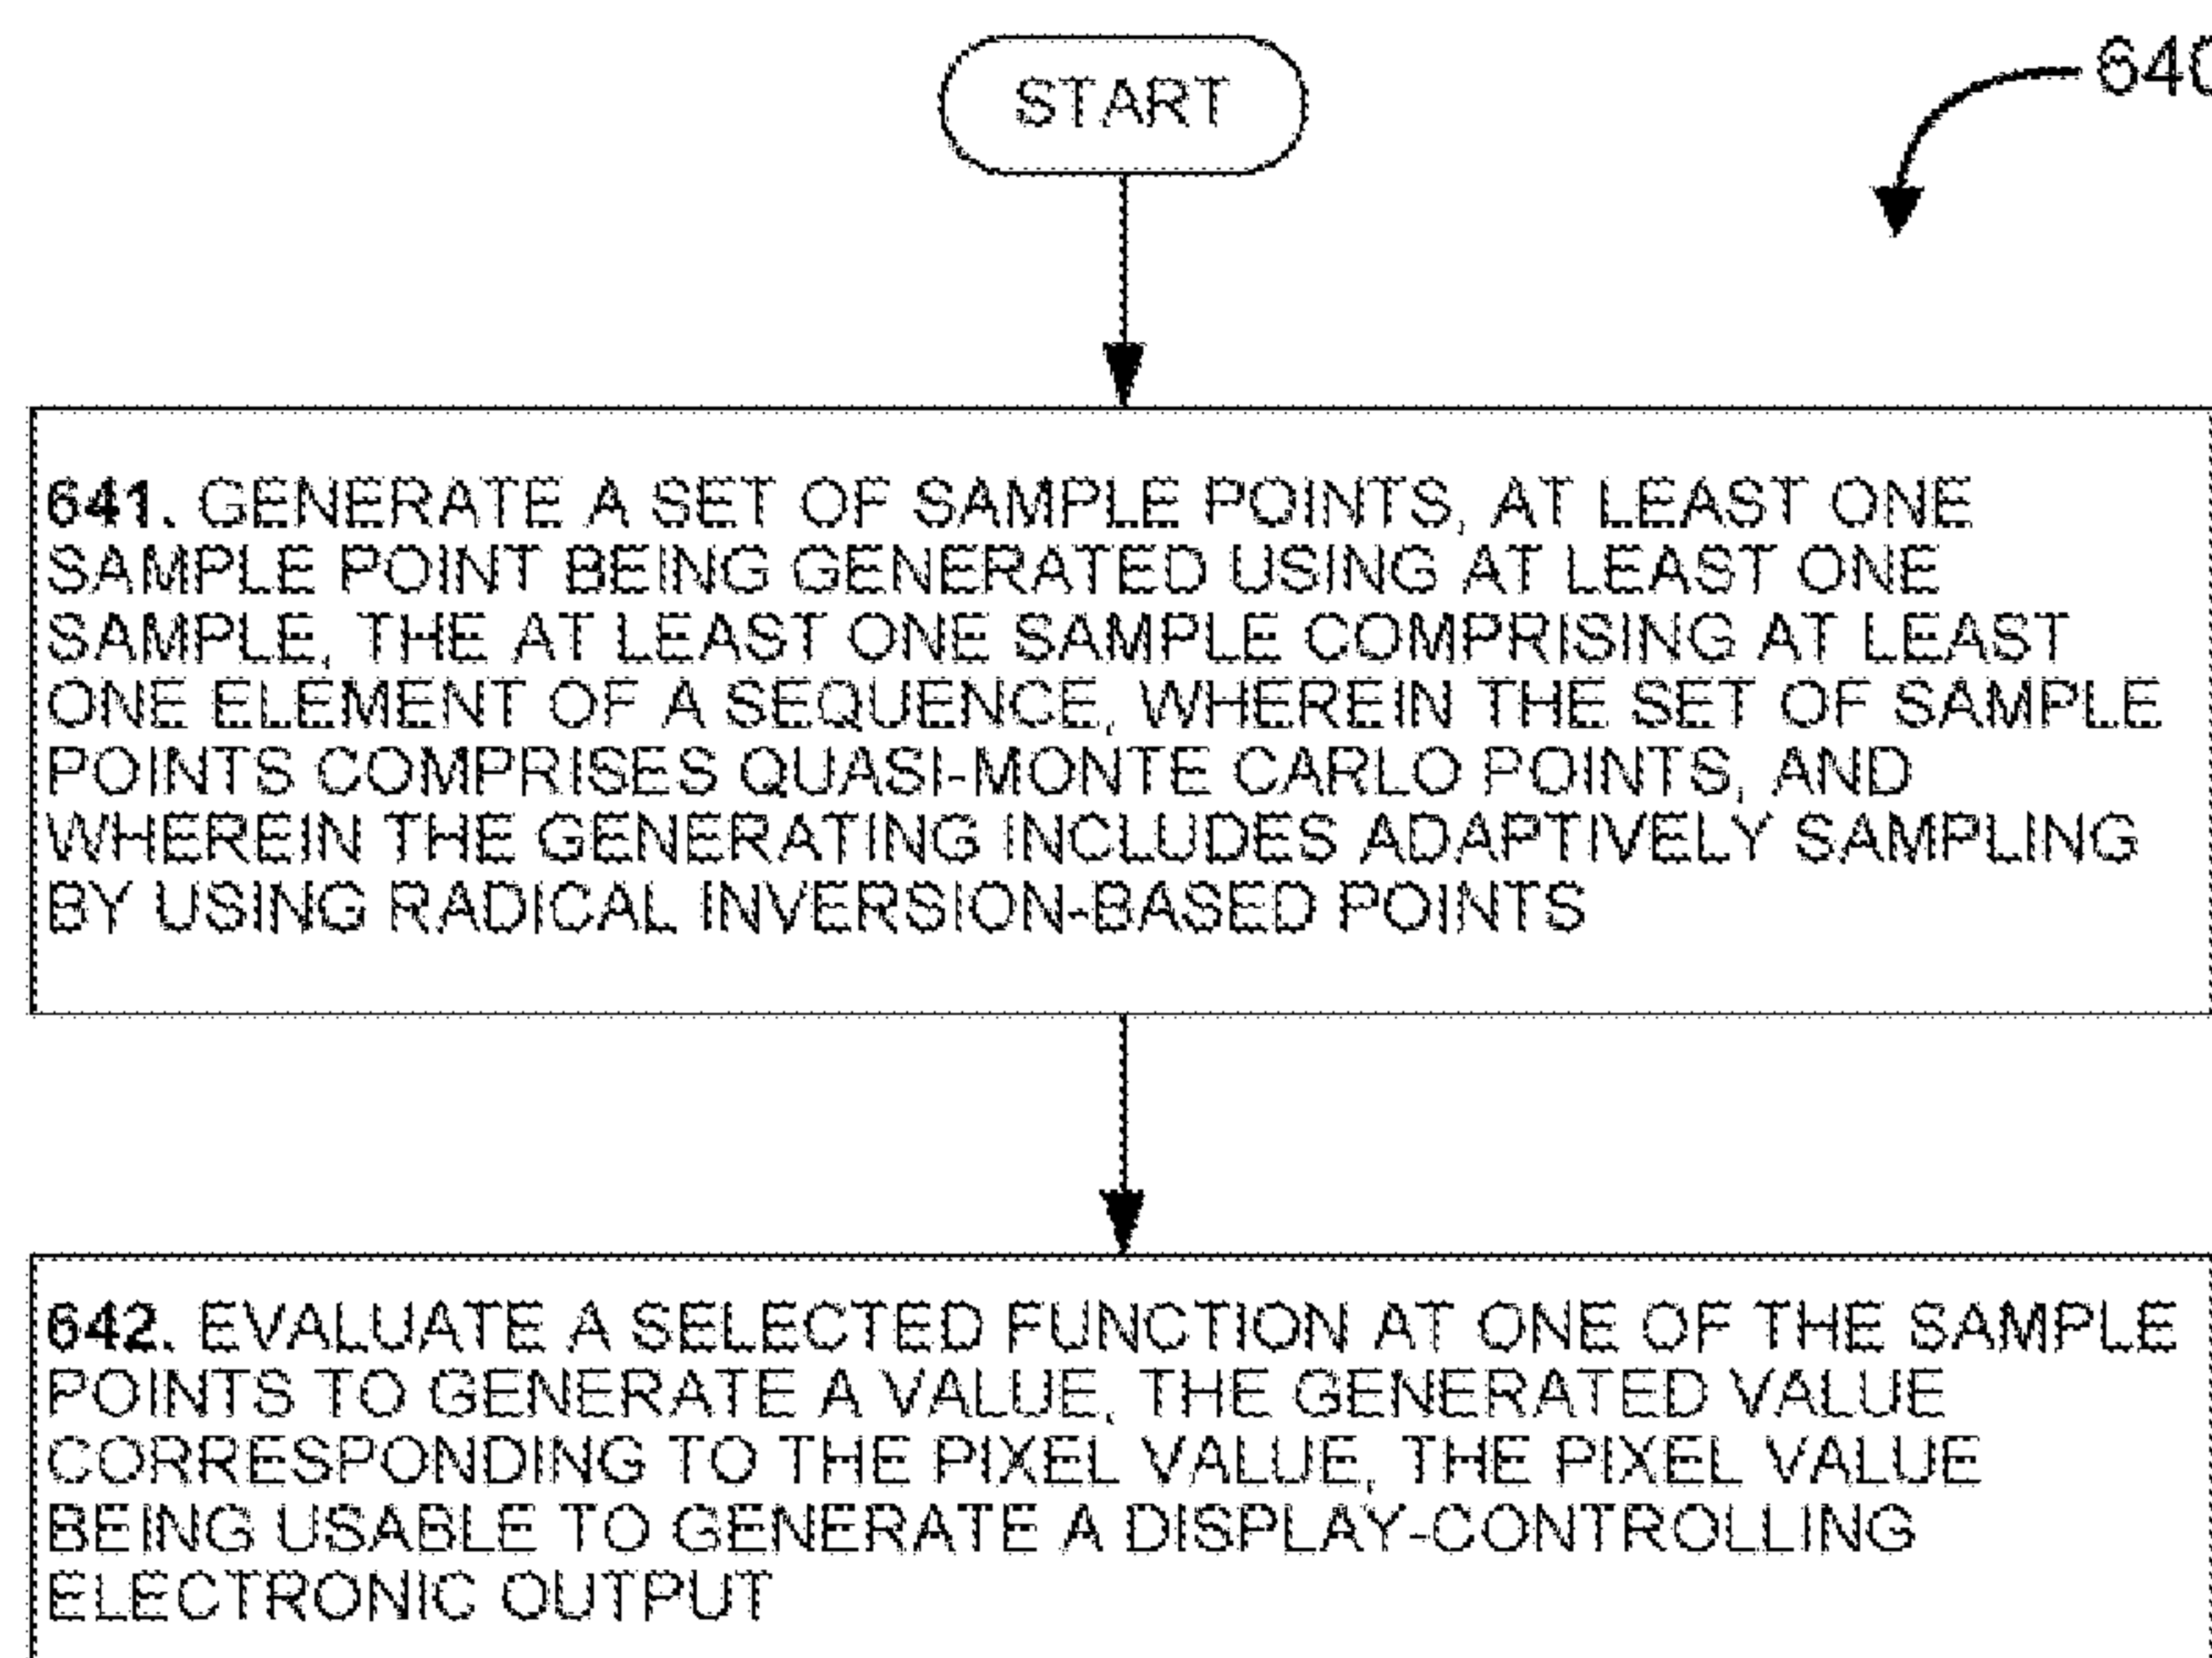 START
640
641. GENERATE A SET OF SAMPLE POINTS, AT LEAST ONE
SAMPLE POINT BEING GENERATED USING AT LEAST ONE
SAMPLE, THE AT LEAST ONE SAMPLE COMPRISING AT LEAST
ONE ELEMENT OF A SEQUENCE, WHEREIN THE SET OF SAMPLE
POINTS COMPRISES QUASI-MONTE CARLO POINTS, AND
WHEREIN THE GENERATING INCLUDES ADAPTIVELY SAMPLING
BY USING RADICAL INVERSION-BASED POINTS
642. EVALUATE A SELECTED FUNCTION AT ONE OF THE SAMPLE
POINTS TO GENERATE A VALUE, THE GENERATED VALUE
CORRESPONDING TO THE PIXEL VALUE, THE PIXEL VALUE
BEING USABLE TO GENERATE A DISPLAY-CONTROLLING
ELECTRONIC OUTPUT